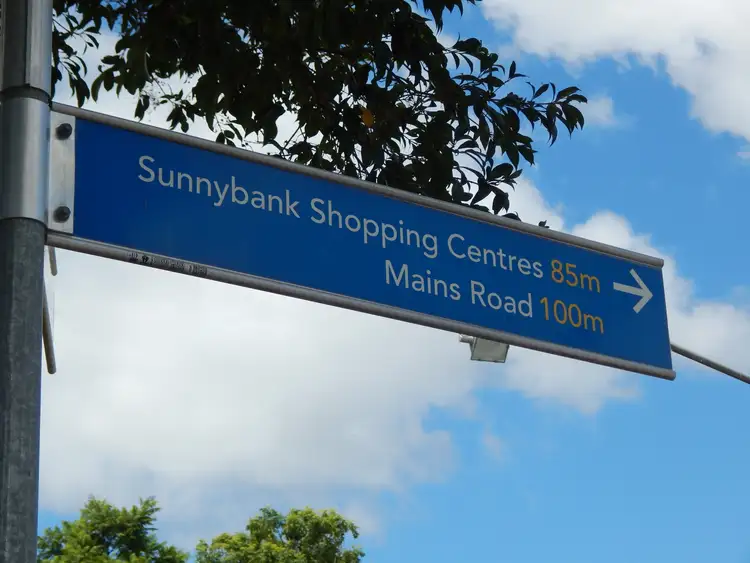 Sunnybank Shopping Centres 85m
Mains Road 100m